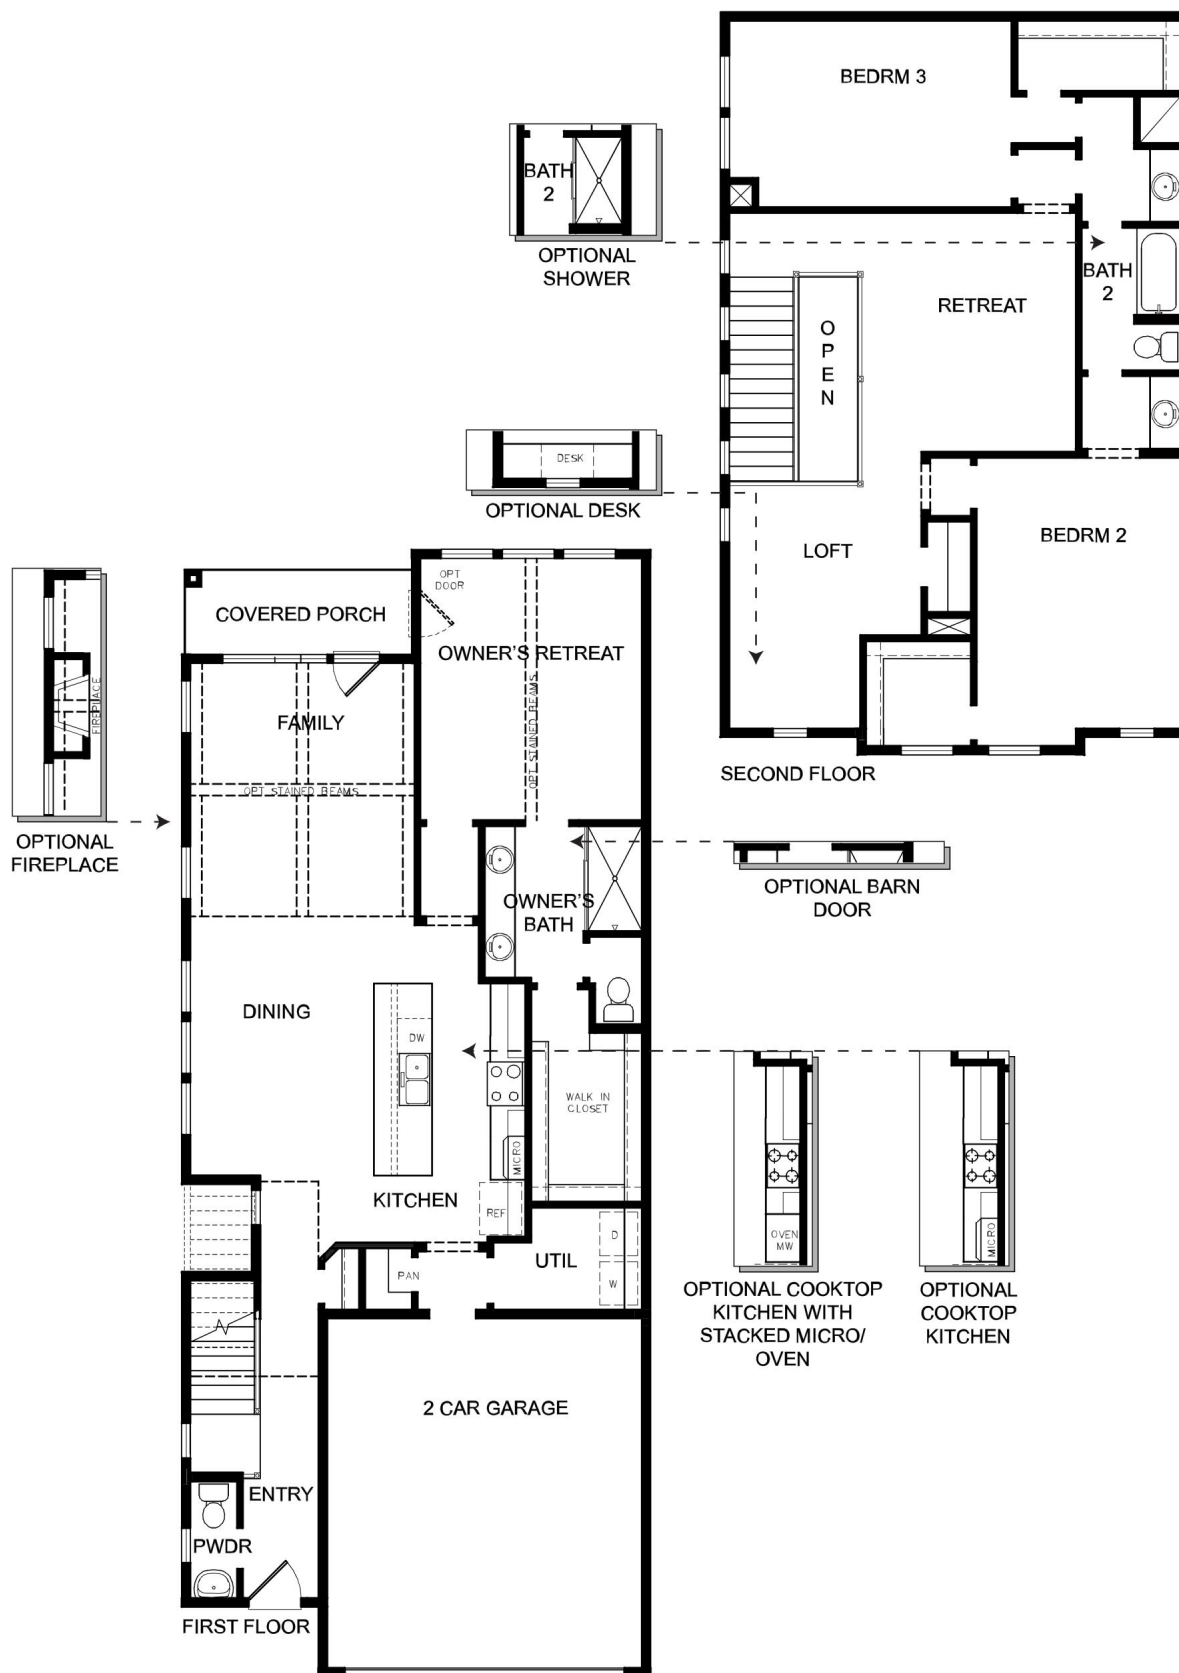 BEDRM 3
BATH
2
OPTIONAL
SHOWER
BATH
2
RETREAT
OPEN
DESK
OPTIONAL DESK
LOFT
BEDRM 2
SECOND FLOOR
OPT
DOOR
COVERED PORCH
OWNER'S RETREAT
OPT STAINED BEAMS
FAMILY
OPT STAINED BEAMS
FIREPLACE
OPTIONAL
FIREPLACE
OPTIONAL BARN
DOOR
OWNER'S
BATH
DINING
DW
WALK IN
CLOSET
MICRO
KITCHEN
REF
OVEN
MW
MICRO
OPTIONAL COOKTOP
KITCHEN WITH
STACKED MICRO/
OVEN
OPTIONAL
COOKTOP
KITCHEN
UTIL
D
W
PAN
2 CAR GARAGE
ENTRY
PWDR
FIRST FLOOR